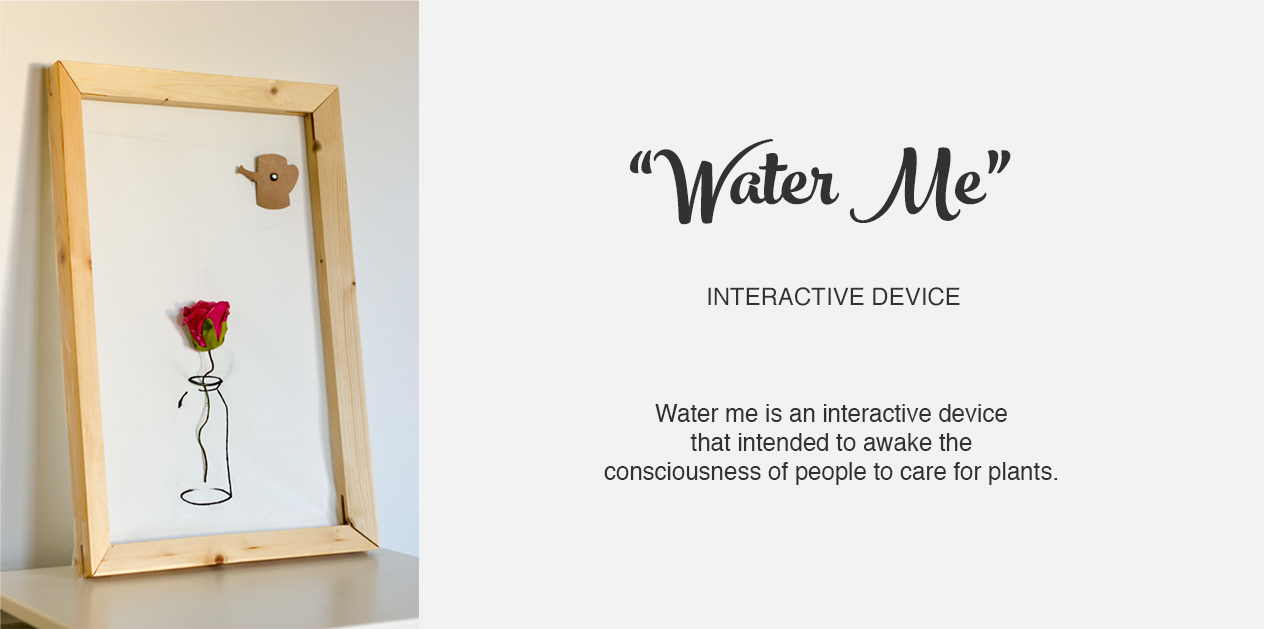 “Water Me”
INTERACTIVE DEVICE
Water me is an interactive device
that intended to awake the
consciousness of people to care for plants.